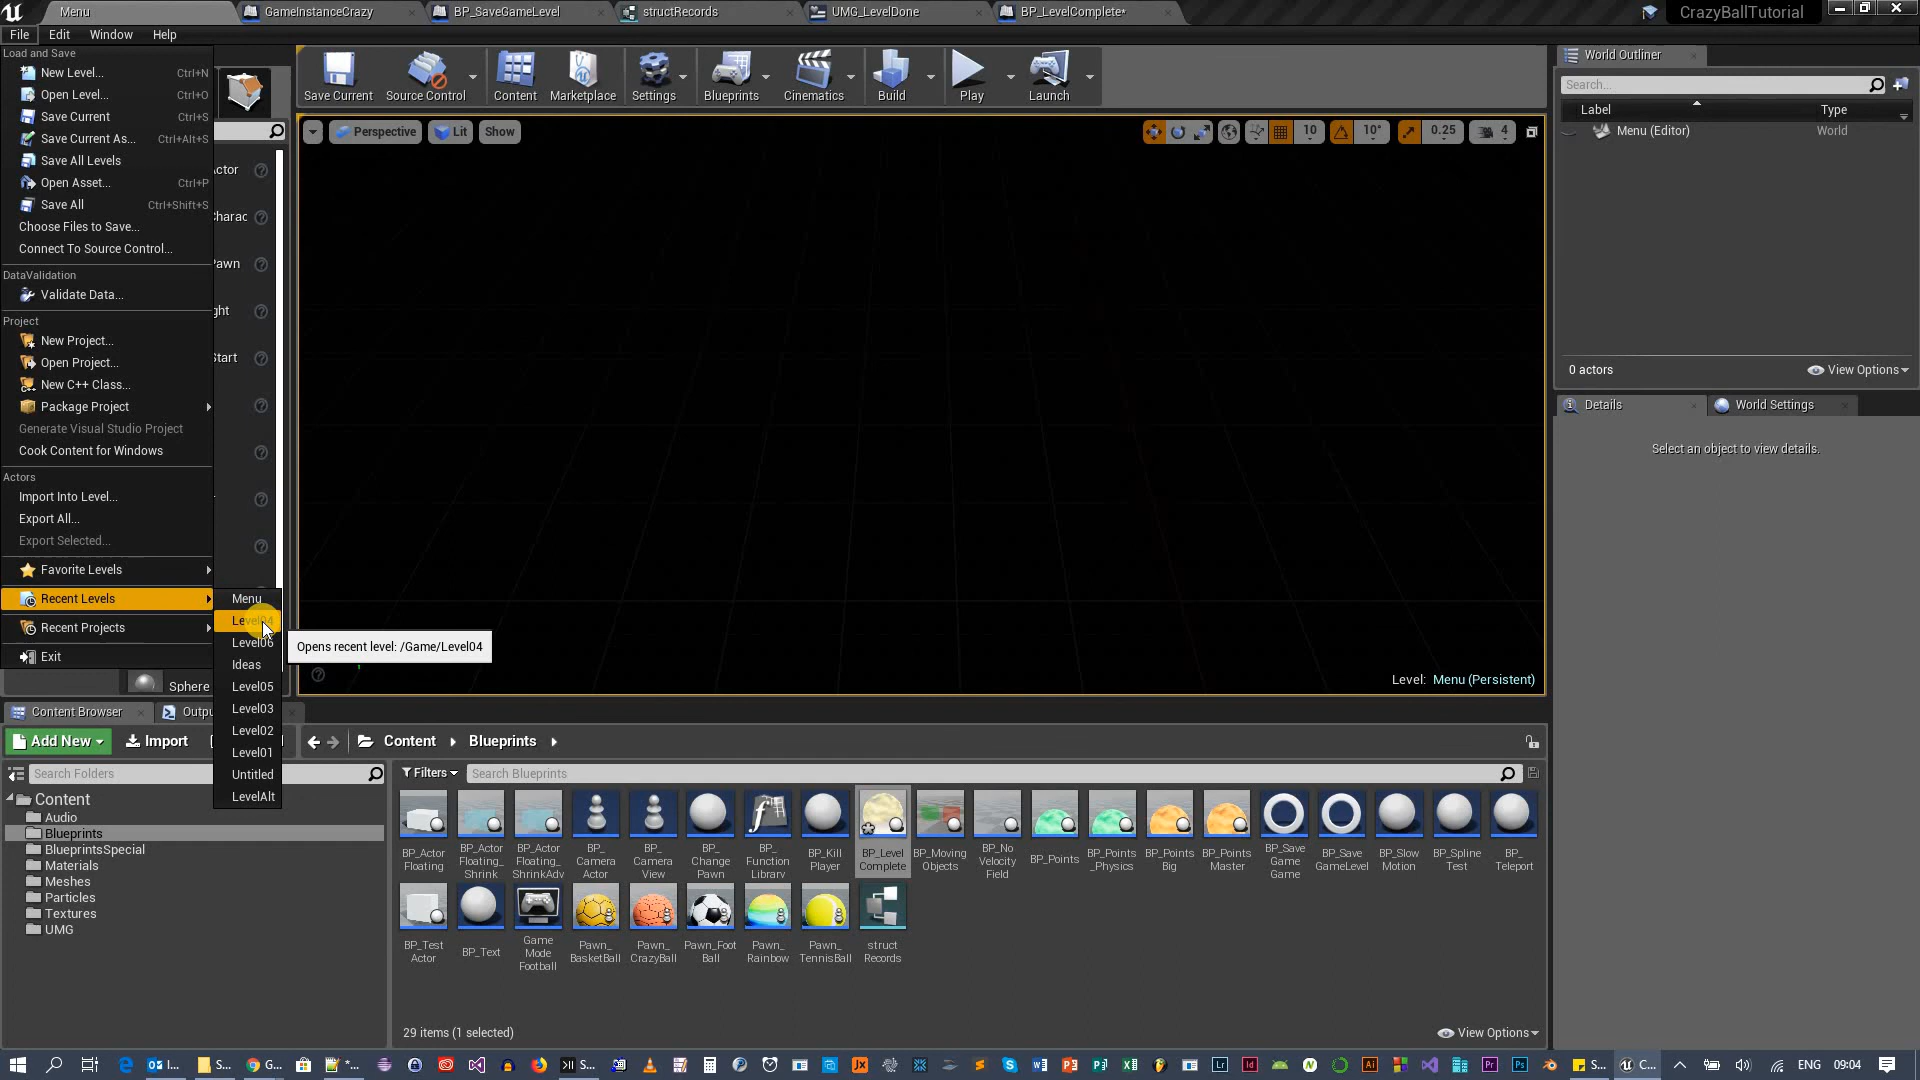 Menu
GameInstanceCrazy
BP_SaveGameLevel
structRecords
UMG_LevelDone
BP_LevelComplete*
CrazyBallTutorial
File Edit Window Help
Load and Save
New Level... Ctrl+N
Open Level... Ctrl+O
Save Current Ctrl+S
Save Current As... Ctrl+Alt+S
Save All Levels
Open Asset... Ctrl+P
Save All Ctrl+Shift+S
Choose Files to Save...
Connect To Source Control...
DataValidation
Validate Data...
Project
New Project...
Open Project...
New C++ Class...
Package Project
Generate Visual Studio Project
Cook Content for Windows
Actors
Import Into Level...
Export All...
Export Selected...
Favorite Levels
Recent Levels
Recent Projects
Exit
Menu
Level04
Level06
Ideas
Level05
Level03
Level02
Level01
Untitled
LevelAlt
Opens recent level: /Game/Level04
Actor
Charac
Pawn
ght
Start
Sphere
Save Current Source Control Content Marketplace Settings Blueprints Cinematics Build Play Launch
Perspective Lit Show
10 10° 0.25 4
Level: Menu (Persistent)
World Outliner
Search...
Label Type
Menu (Editor) World
0 actors View Options
Details World Settings
Select an object to view details.
Content Browser Outpu
Add New Import Content Blueprints
Search Folders
Filters Search Blueprints
Content
Audio
Blueprints
BlueprintsSpecial
Materials
Meshes
Particles
Textures
UMG
BP_Actor
Floating
BP_Actor
Floating_
Shrink
BP_Actor
Floating_
ShrinkAdv
BP_
Camera
Actor
BP_
Camera
View
BP_
Change
Pawn
BP_
Function
Library
BP_Kill
Player
BP_Level
Complete
BP_Moving
Objects
BP_No
Velocity
Field
BP_Points
BP_Points
_Physics
BP_Points
Big
BP_Points
Master
BP_Save
Game
Game
BP_Save
GameLevel
BP_Slow
Motion
BP_Spline
Test
BP_
Teleport
BP_Test
Actor
BP_Text
Game
Mode
Football
Pawn_
BasketBall
Pawn_
CrazyBall
Pawn_Foot
Ball
Pawn_
Rainbow
Pawn_
TennisBall
struct
Records
29 items (1 selected) View Options
I... S... G... *... S... S... C... ENG 09:04